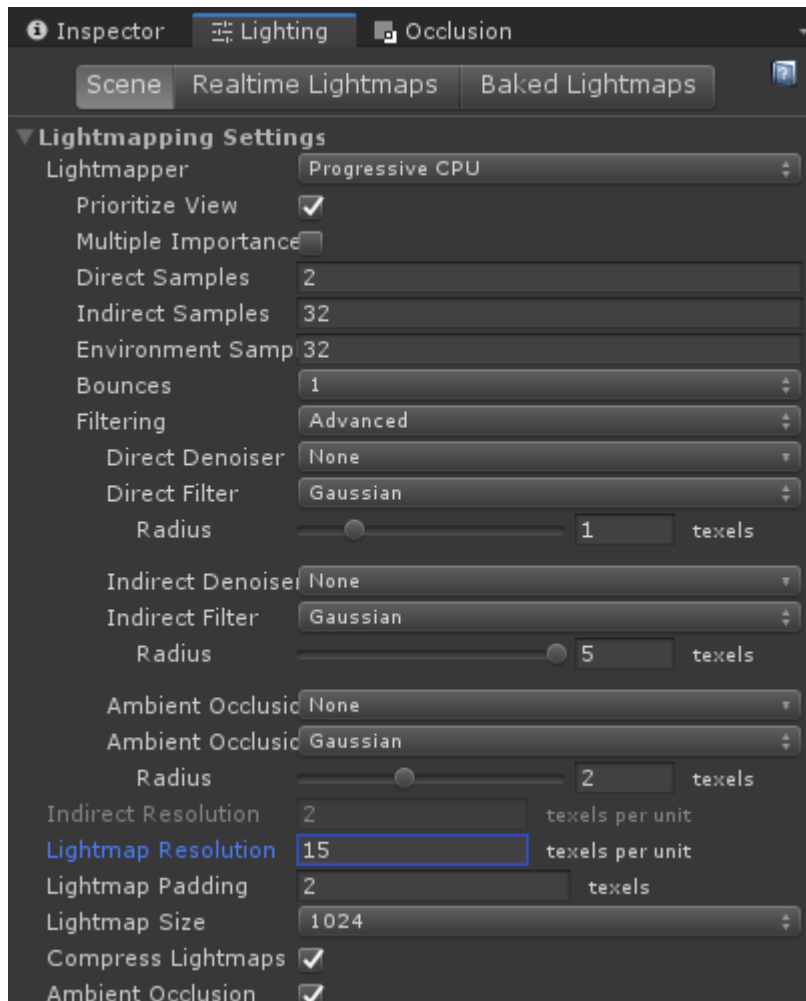 Inspector Lighting Occlusion
Scene Realtime Lightmaps Baked Lightmaps
Lightmapping Settings
Lightmapper Progressive CPU
Prioritize View
Multiple Importance
Direct Samples 2
Indirect Samples 32
Environment Samp 32
Bounces 1
Filtering Advanced
Direct Denoiser None
Direct Filter Gaussian
Radius 1 texels
Indirect Denoiser None
Indirect Filter Gaussian
Radius 5 texels
Ambient Occlusic None
Ambient Occlusic Gaussian
Radius 2 texels
Indirect Resolution 2 texels per unit
Lightmap Resolution 15 texels per unit
Lightmap Padding 2 texels
Lightmap Size 1024
Compress Lightmaps
Ambient Occlusion